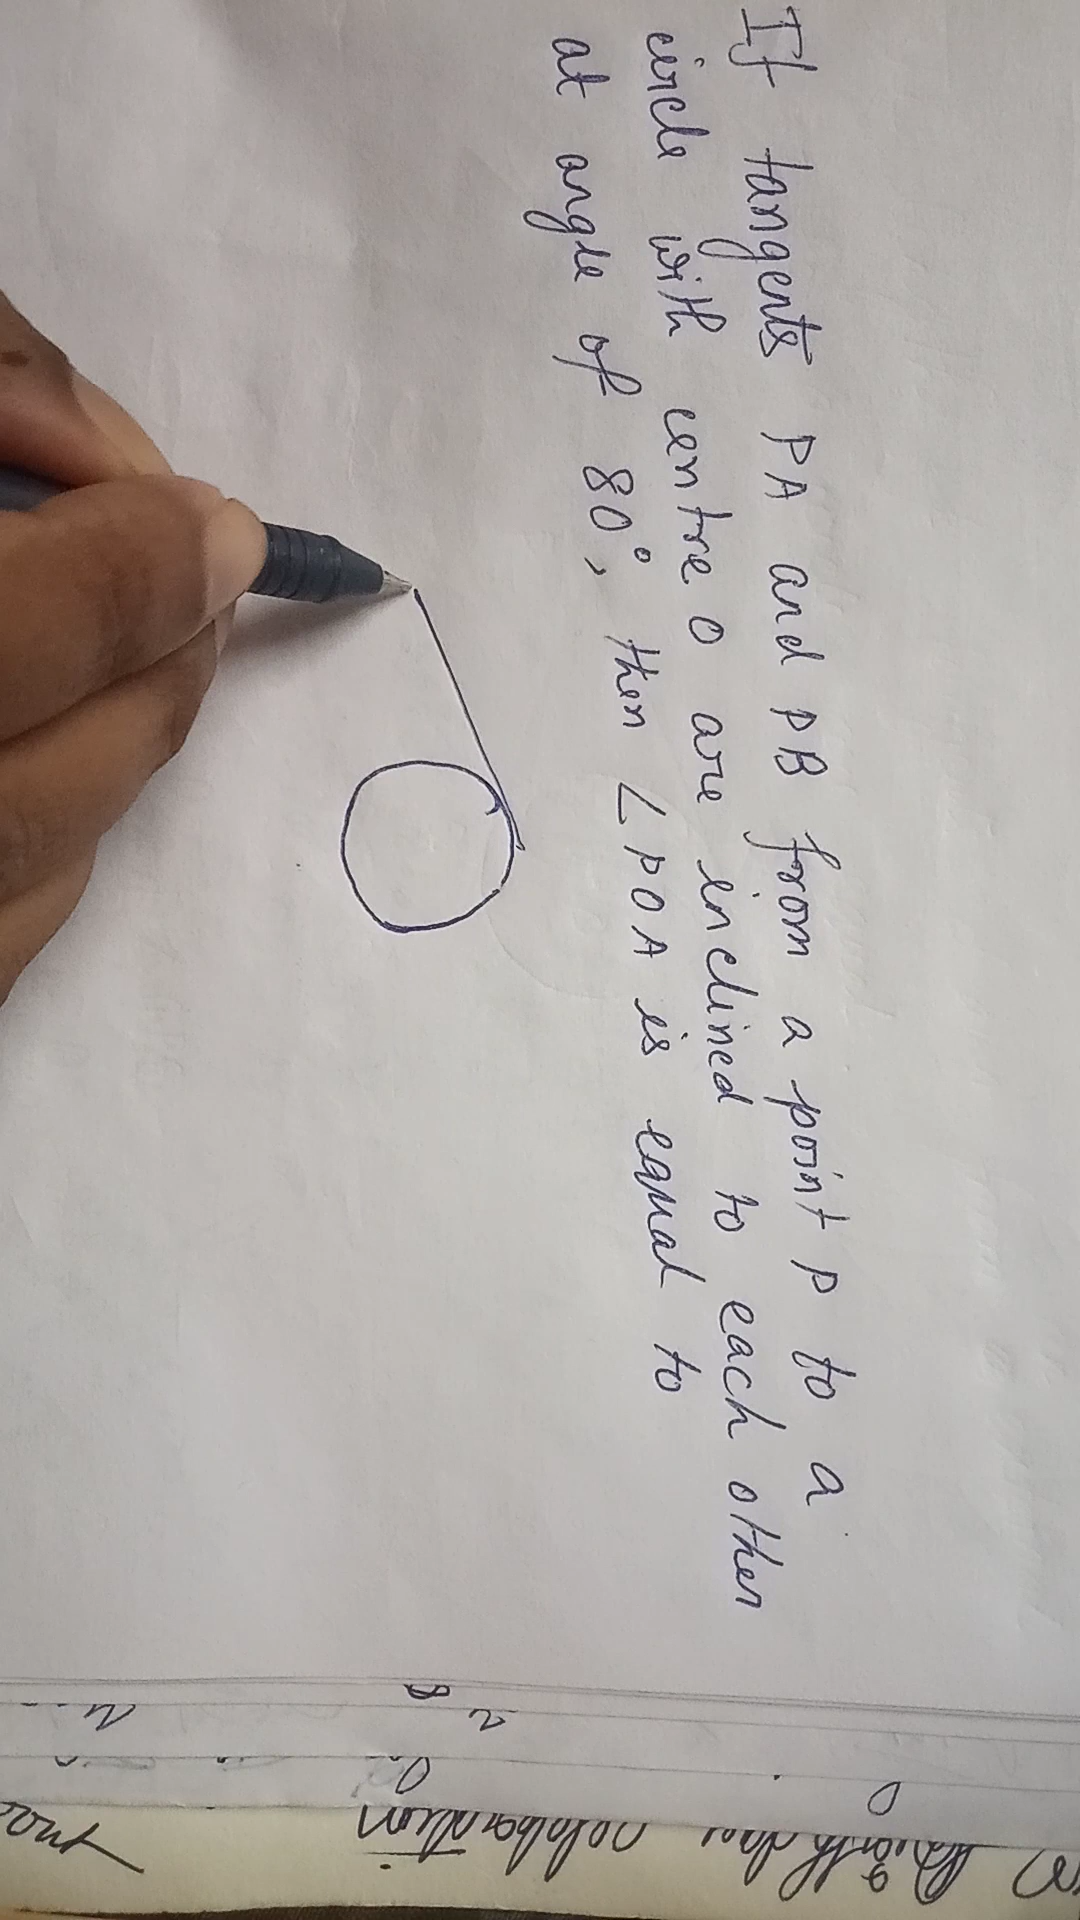 If tangents PA and PB from a point P to a
circle with centre O are inclined to each other
at angle of 80°, then ∠POA is equal to